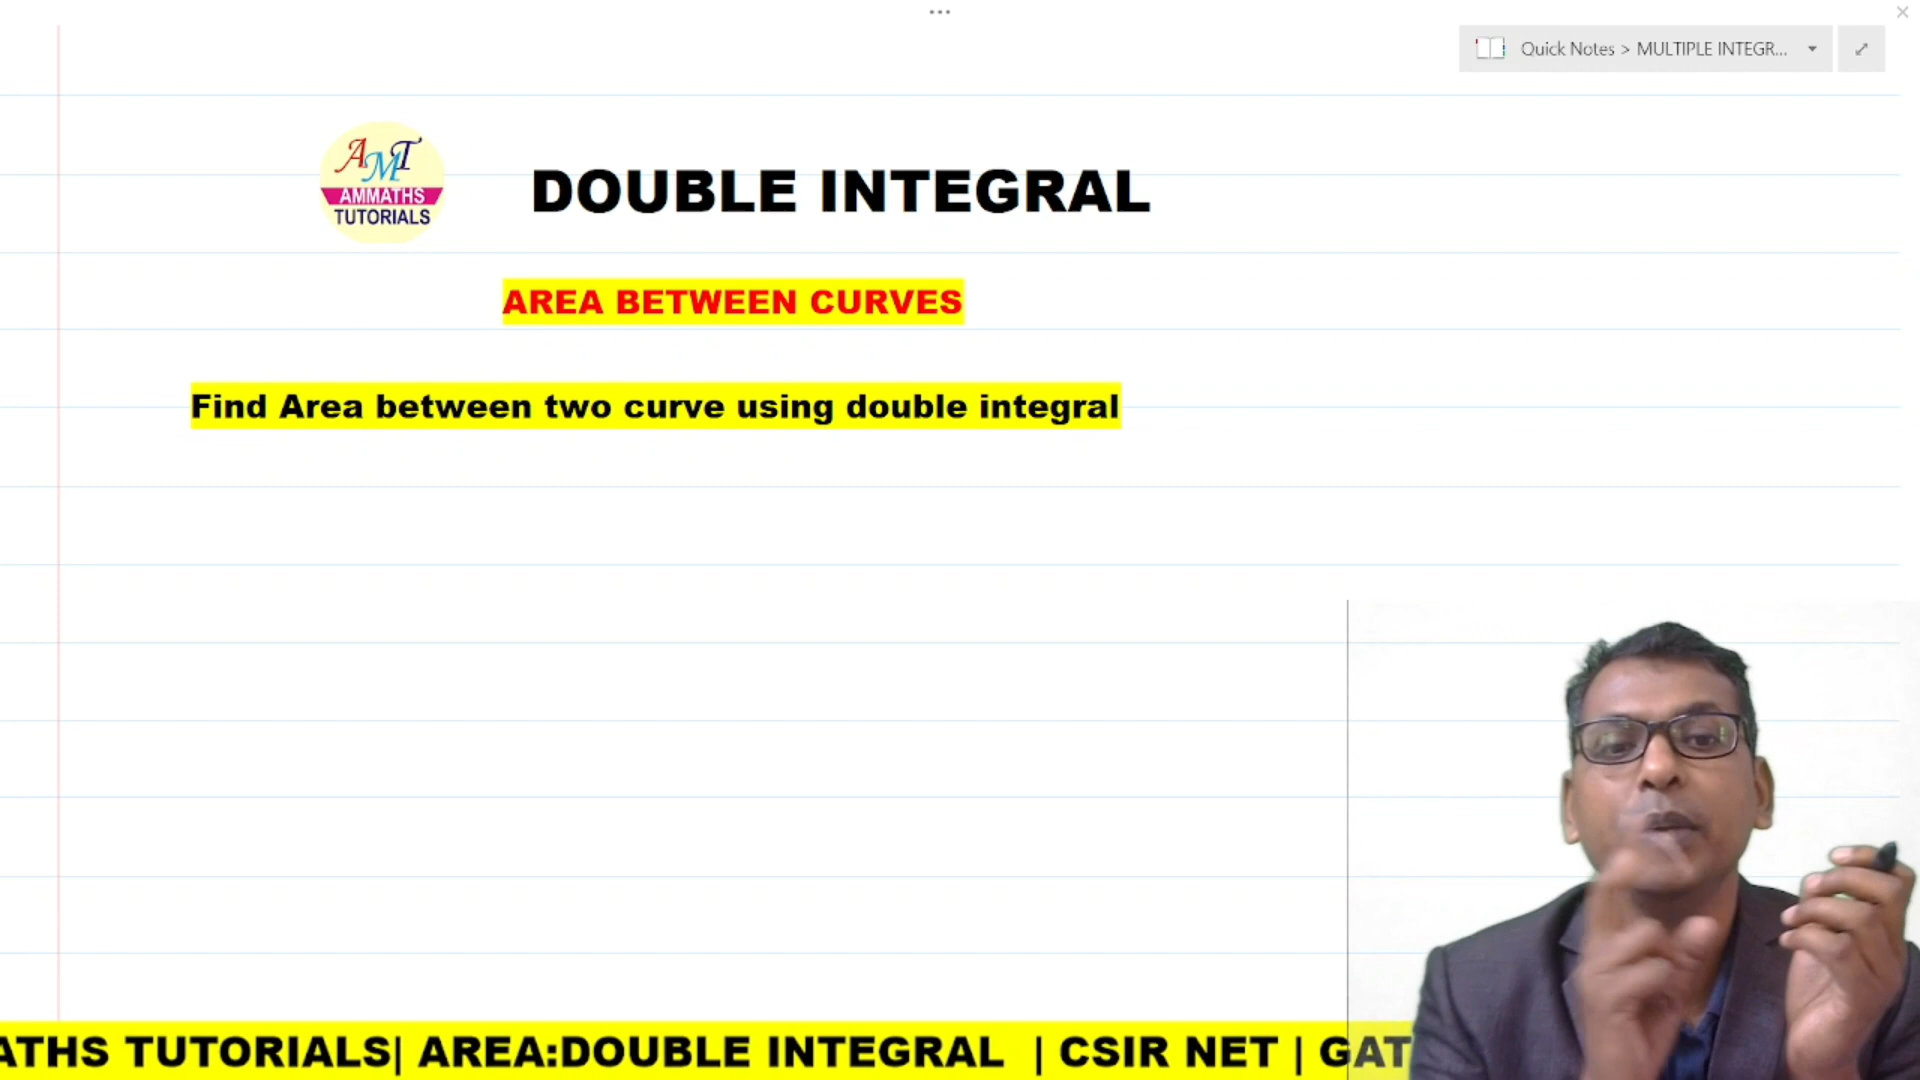 Quick Notes > MULTIPLE INTEGR...
AMT
AMMATHS
TUTORIALS
DOUBLE INTEGRAL
AREA BETWEEN CURVES
Find Area between two curve using double integral
ATHS TUTORIALS| AREA:DOUBLE INTEGRAL | CSIR NET | GAT